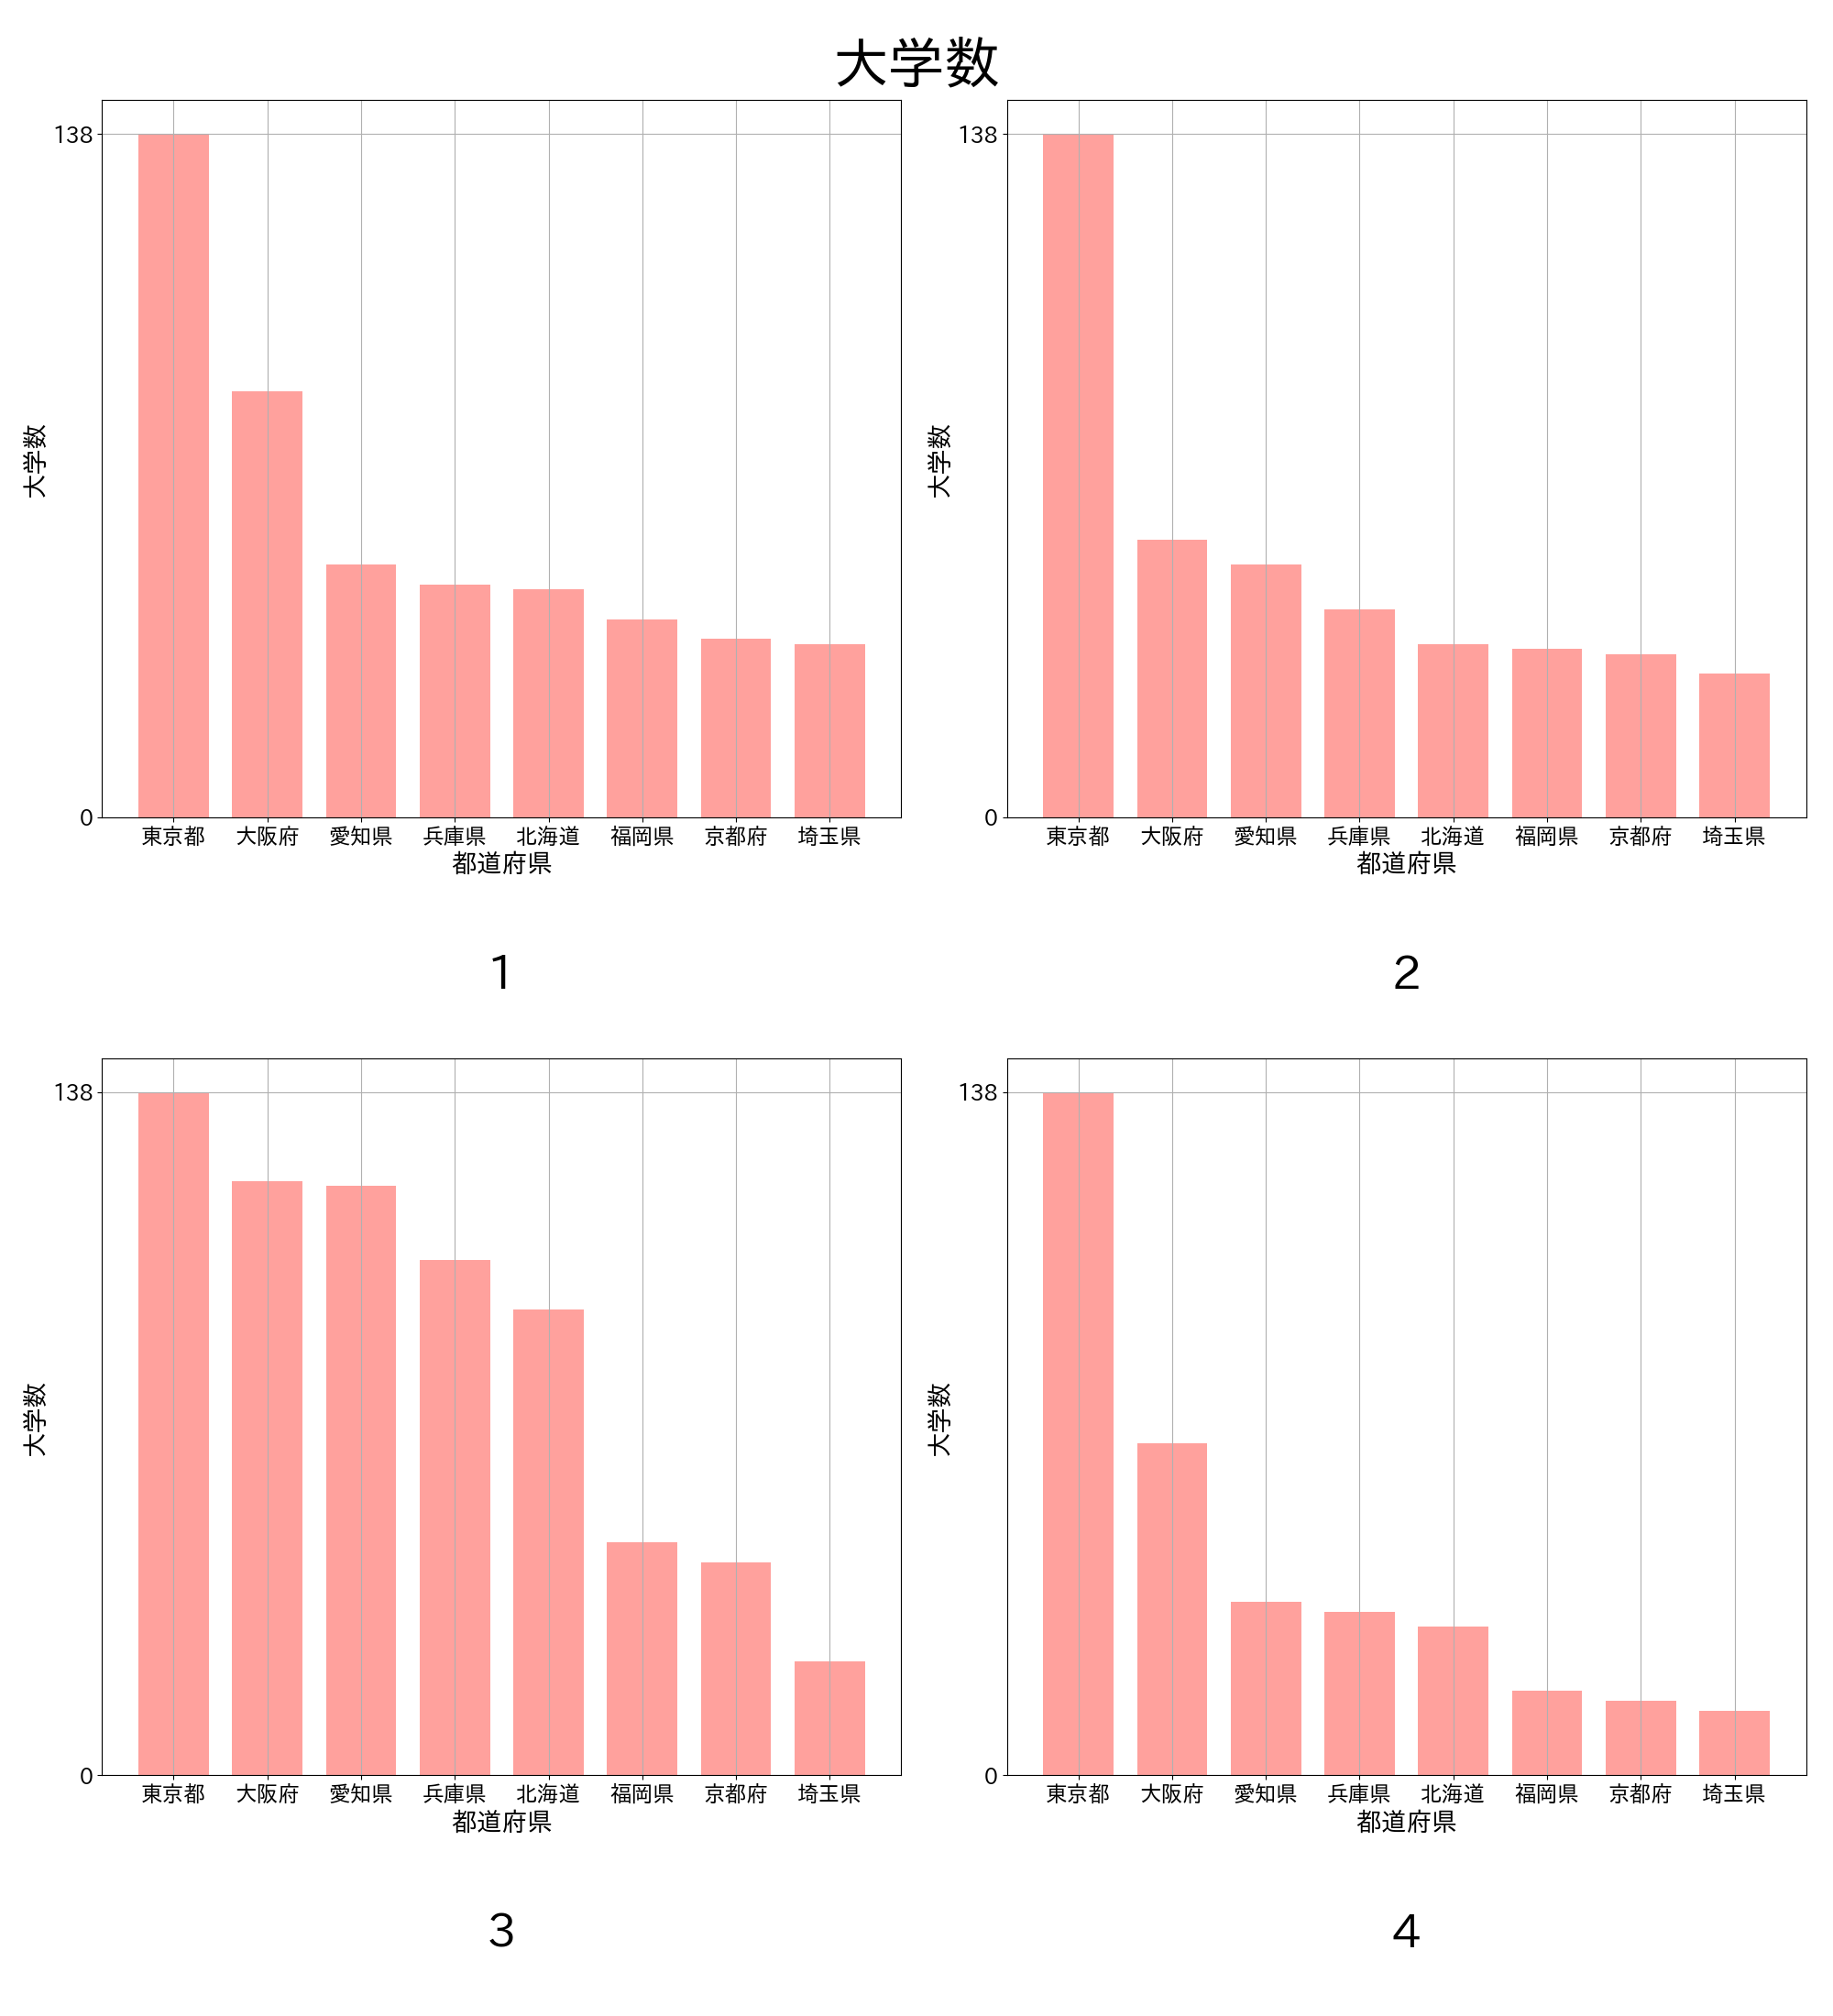 大学数
138
0
大学数
東京都 大阪府 愛知県 兵庫県 北海道 福岡県 京都府 埼玉県
都道府県
1
138
0
大学数
東京都 大阪府 愛知県 兵庫県 北海道 福岡県 京都府 埼玉県
都道府県
2
138
0
大学数
東京都 大阪府 愛知県 兵庫県 北海道 福岡県 京都府 埼玉県
都道府県
3
138
0
大学数
東京都 大阪府 愛知県 兵庫県 北海道 福岡県 京都府 埼玉県
都道府県
4